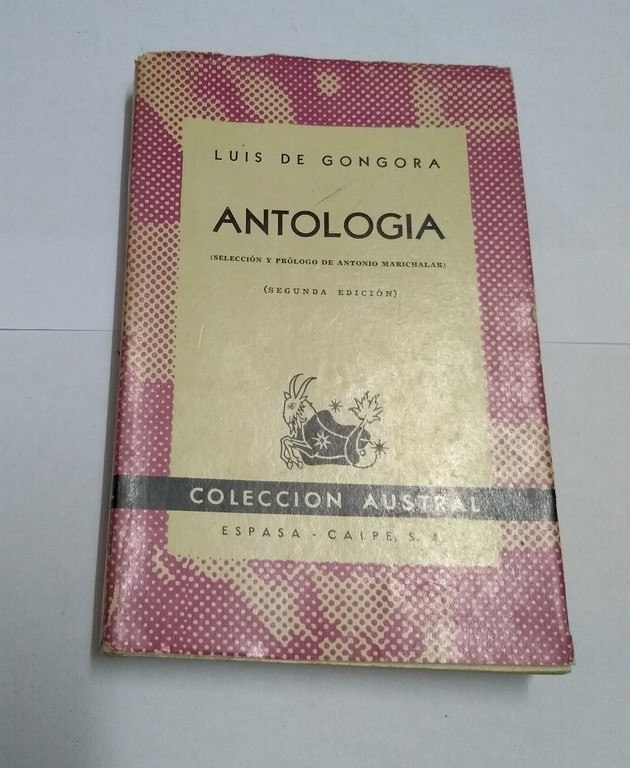 LUIS DE GONGORA
ANTOLOGIA
(SELECCIÓN Y PRÓLOGO DE ANTONIO MARICHALAR)
(SEGUNDA EDICIÓN)
COLECCION AUSTRAL
ESPASA - CALPE, S. A.